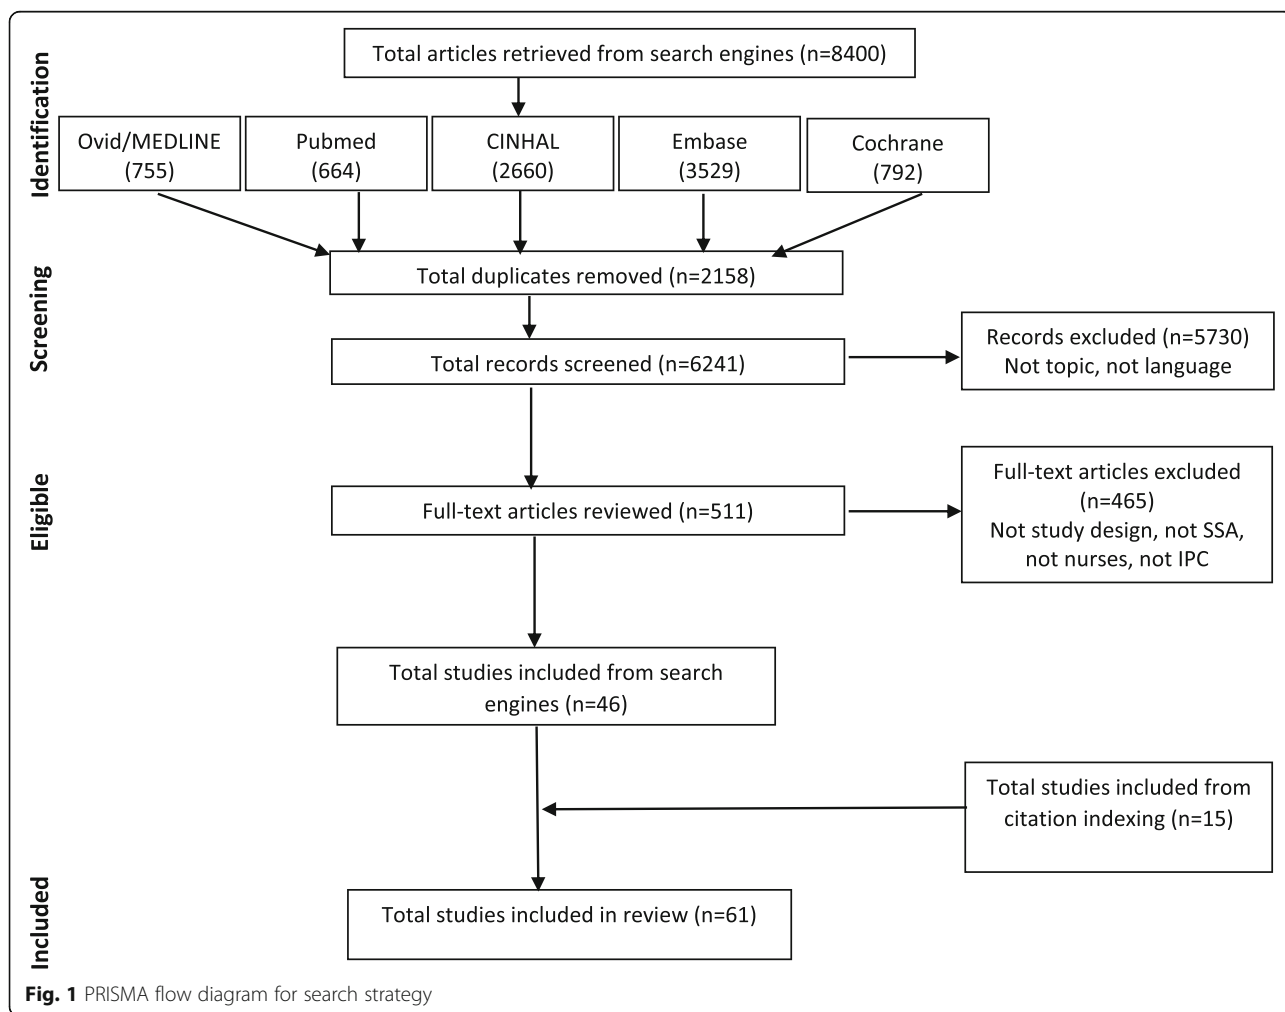 Identification
Total articles retrieved from search engines (n=8400)
Ovid/MEDLINE
(755)
Pubmed
(664)
CINHAL
(2660)
Embase
(3529)
Cochrane
(792)
Screening
Total duplicates removed (n=2158)
Total records screened (n=6241)
Records excluded (n=5730)
Not topic, not language
Eligible
Full-text articles reviewed (n=511)
Full-text articles excluded
(n=465)
Not study design, not SSA,
not nurses, not IPC
Total studies included from search
engines (n=46)
Total studies included from
citation indexing (n=15)
Included
Total studies included in review (n=61)
Fig. 1 PRISMA flow diagram for search strategy